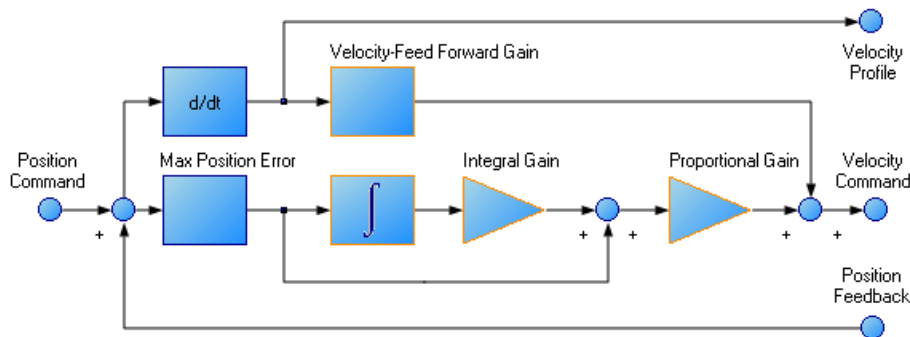 Velocity-Feed Forward Gain
Velocity
Profile
d/dt
Position
Command
Max Position Error
Integral Gain
Proportional Gain
Velocity
Command
∫
+
+
+
+
+
Position
Feedback